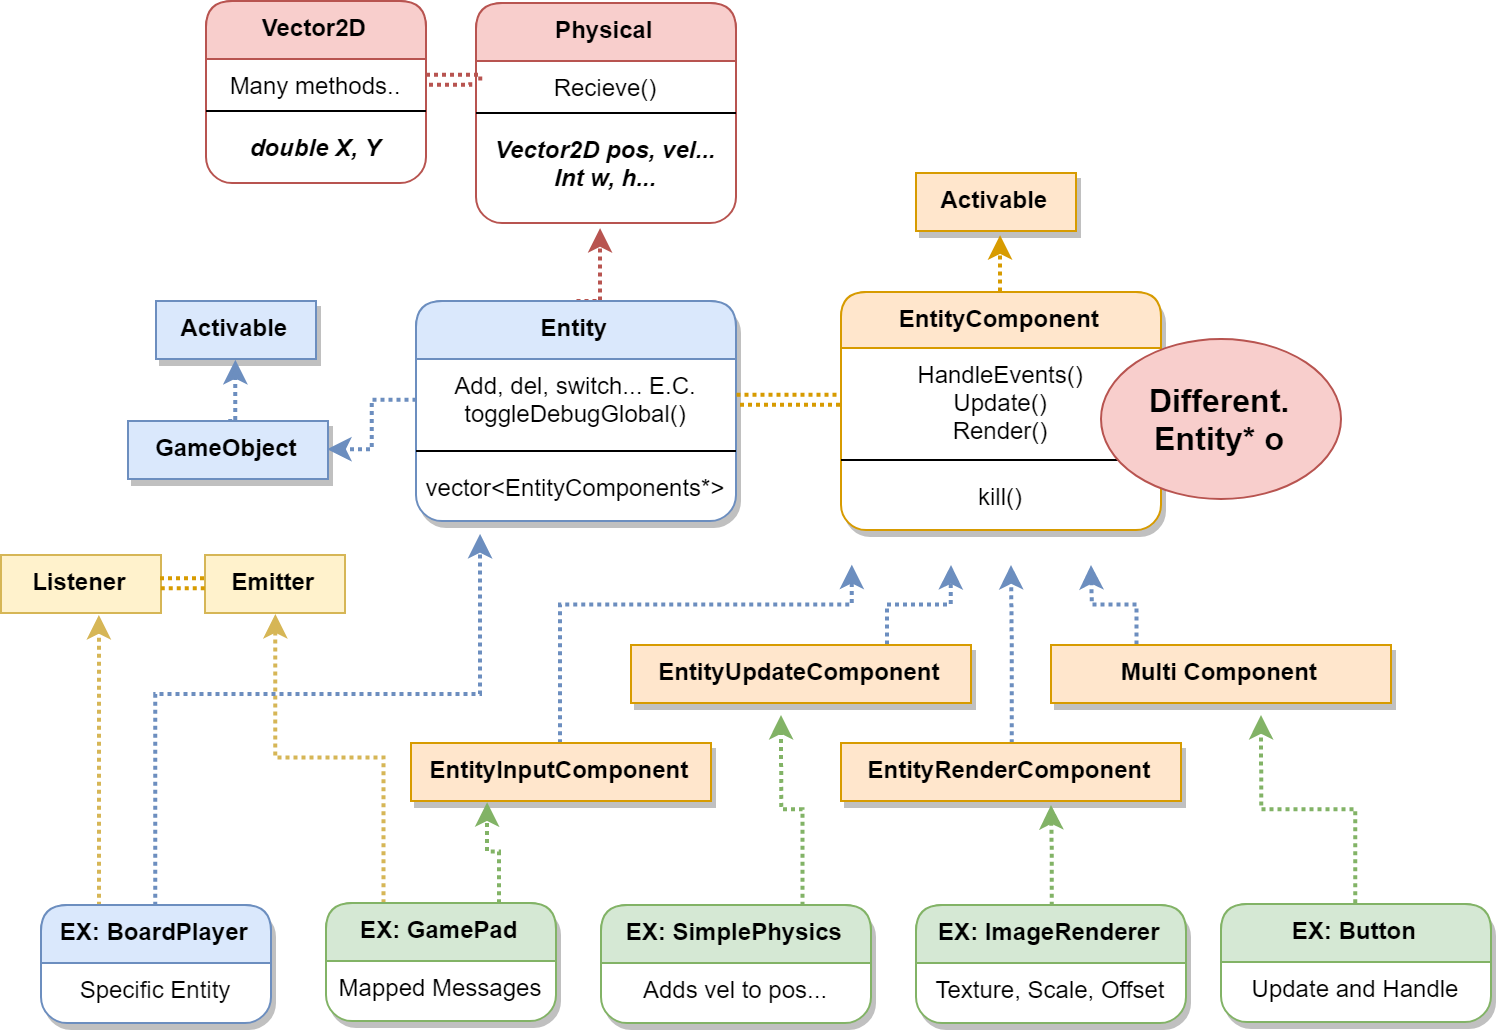 Vector2D
Many methods..
double X, Y
Physical
Recieve()
Vector2D pos, vel...
Int w, h...
Activable
Activable
GameObject
Entity
Add, del, switch... E.C.
toggleDebugGlobal()
vector<EntityComponents*>
EntityComponent
HandleEvents()
Update()
Render()
kill()
Different.
Entity* o
Listener
Emitter
EntityUpdateComponent
Multi Component
EntityInputComponent
EntityRenderComponent
EX: BoardPlayer
Specific Entity
EX: GamePad
Mapped Messages
EX: SimplePhysics
Adds vel to pos...
EX: ImageRenderer
Texture, Scale, Offset
EX: Button
Update and Handle